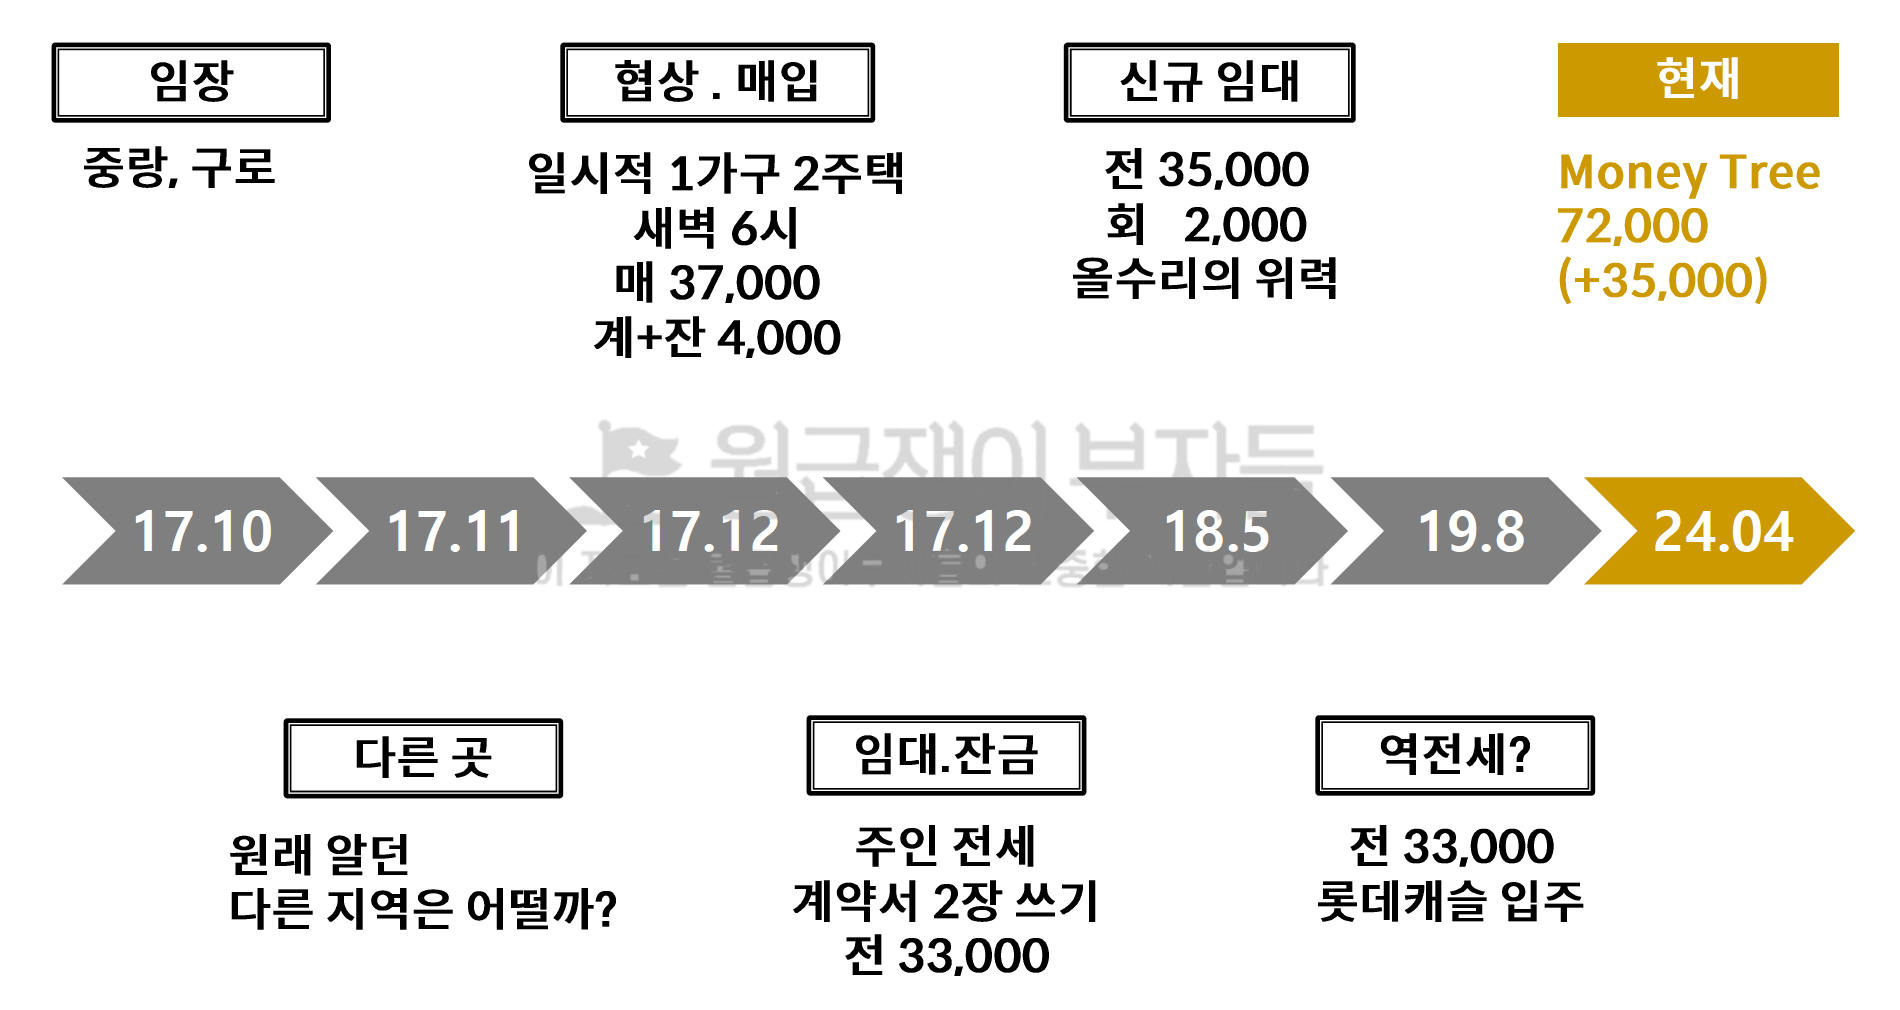 임장
중랑, 구로
협상 . 매입
일시적 1가구 2주택
새벽 6시
매 37,000
계+잔 4,000
신규 임대
전 35,000
회 2,000
올수리의 위력
현재
Money Tree
72,000
(+35,000)
월급쟁이 부자들
17.10
17.11
17.12
17.12
18.5
19.8
24.04
다른 곳
원래 알던
다른 지역은 어떨까?
임대.잔금
주인 전세
계약서 2장 쓰기
전 33,000
역전세?
전 33,000
롯데캐슬 입주